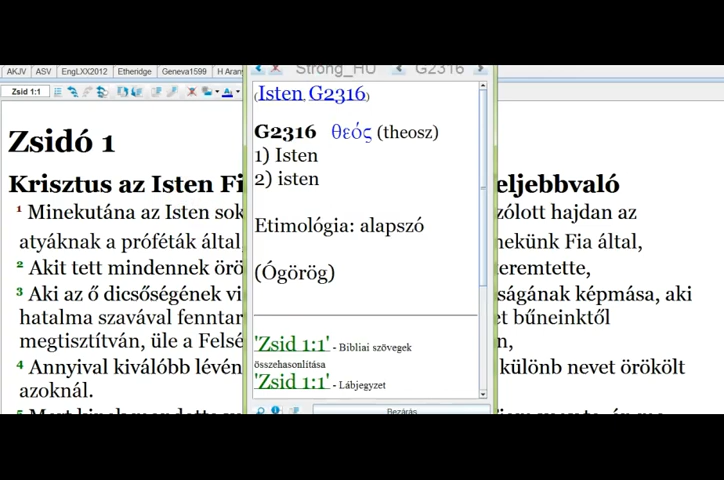 AKJV ASV EngLXX2012 Etheridge Geneva1599 H Arany
Strong_HU G2316
Zsid 1:1
Zsidó 1
Krisztus az Isten Fi
eljebbvaló
1 Minekutána az Isten sok
zólott hajdan az
atyáknak a próféták által,
nekünk Fia által,
2 Akit tett mindennek örö
eremtette,
3 Aki az ő dicsőségének vi
ságának képmása, aki
hatalma szavával fenntar
et bűneinktől
megtisztítván, üle a Felsé
n,
4 Annyival kiválóbb lévén
különb nevet örökölt
azoknál.
(Isten, G2316)
G2316 θεός (theosz)
1) Isten
2) isten
Etimológia: alapszó
(Ógörög)
'Zsid 1:1' - Bibliai szövegek
összehasonlítása
'Zsid 1:1' - Lábjegyzet
Bezárás